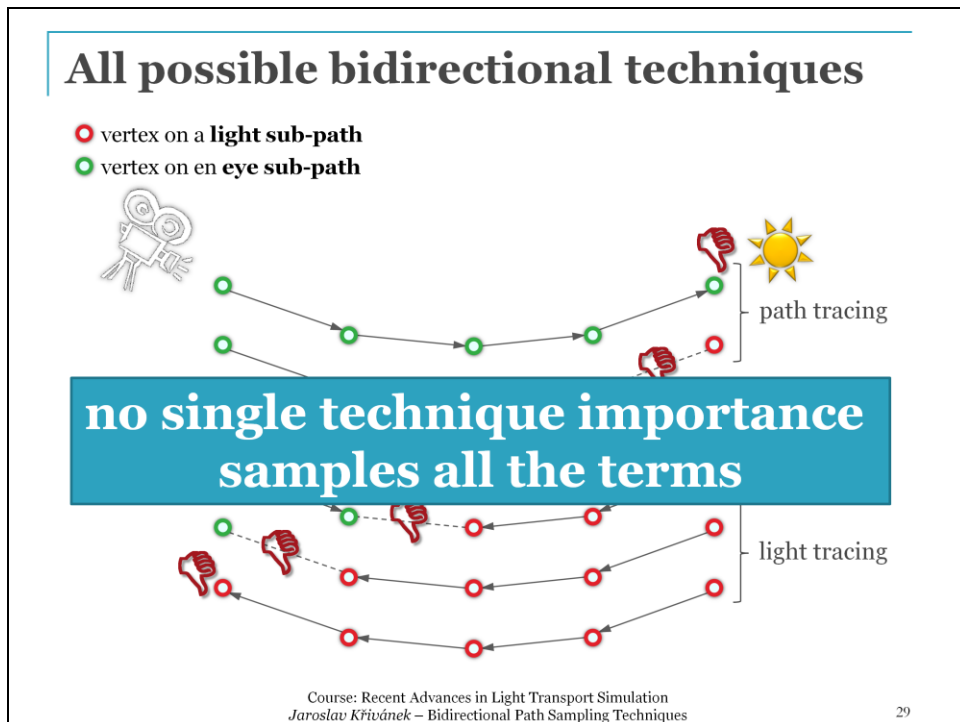 All possible bidirectional techniques
vertex on a light sub-path
vertex on en eye sub-path
path tracing
no single technique importance
samples all the terms
light tracing
Course: Recent Advances in Light Transport Simulation
Jaroslav Křivánek – Bidirectional Path Sampling Techniques
29